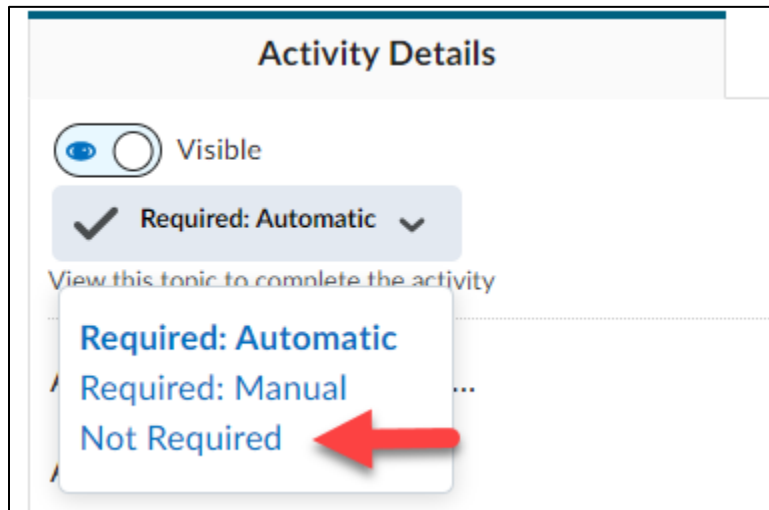 Activity Details
Visible
Required: Automatic
View this topic to complete the activity
Required: Automatic
Required: Manual
...
Not Required